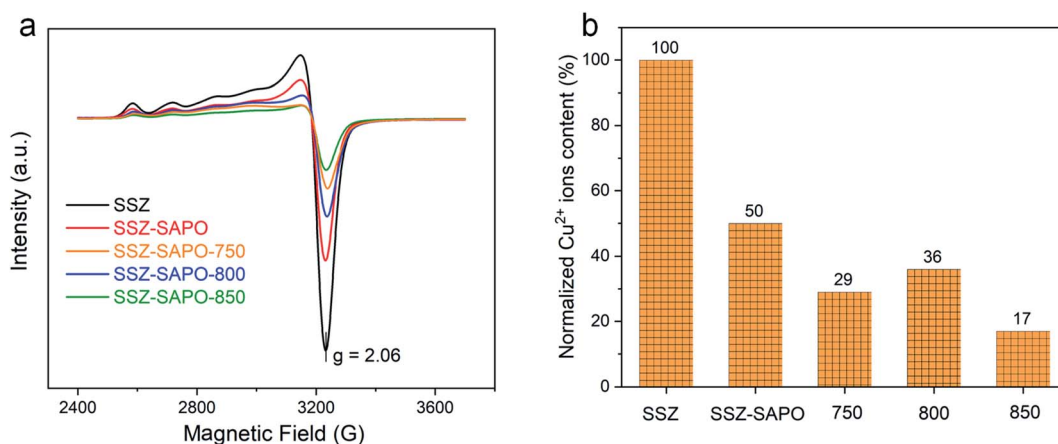 a
Intensity (a.u.)
SSZ
SSZ-SAPO
SSZ-SAPO-750
SSZ-SAPO-800
SSZ-SAPO-850
g = 2.06
2400
2800
3200
3600
Magnetic Field (G)
b
Normalized Cu²⁺ ions content (%)
100
80
60
40
20
0
100
50
29
36
17
SSZ
SSZ-SAPO
750
800
850